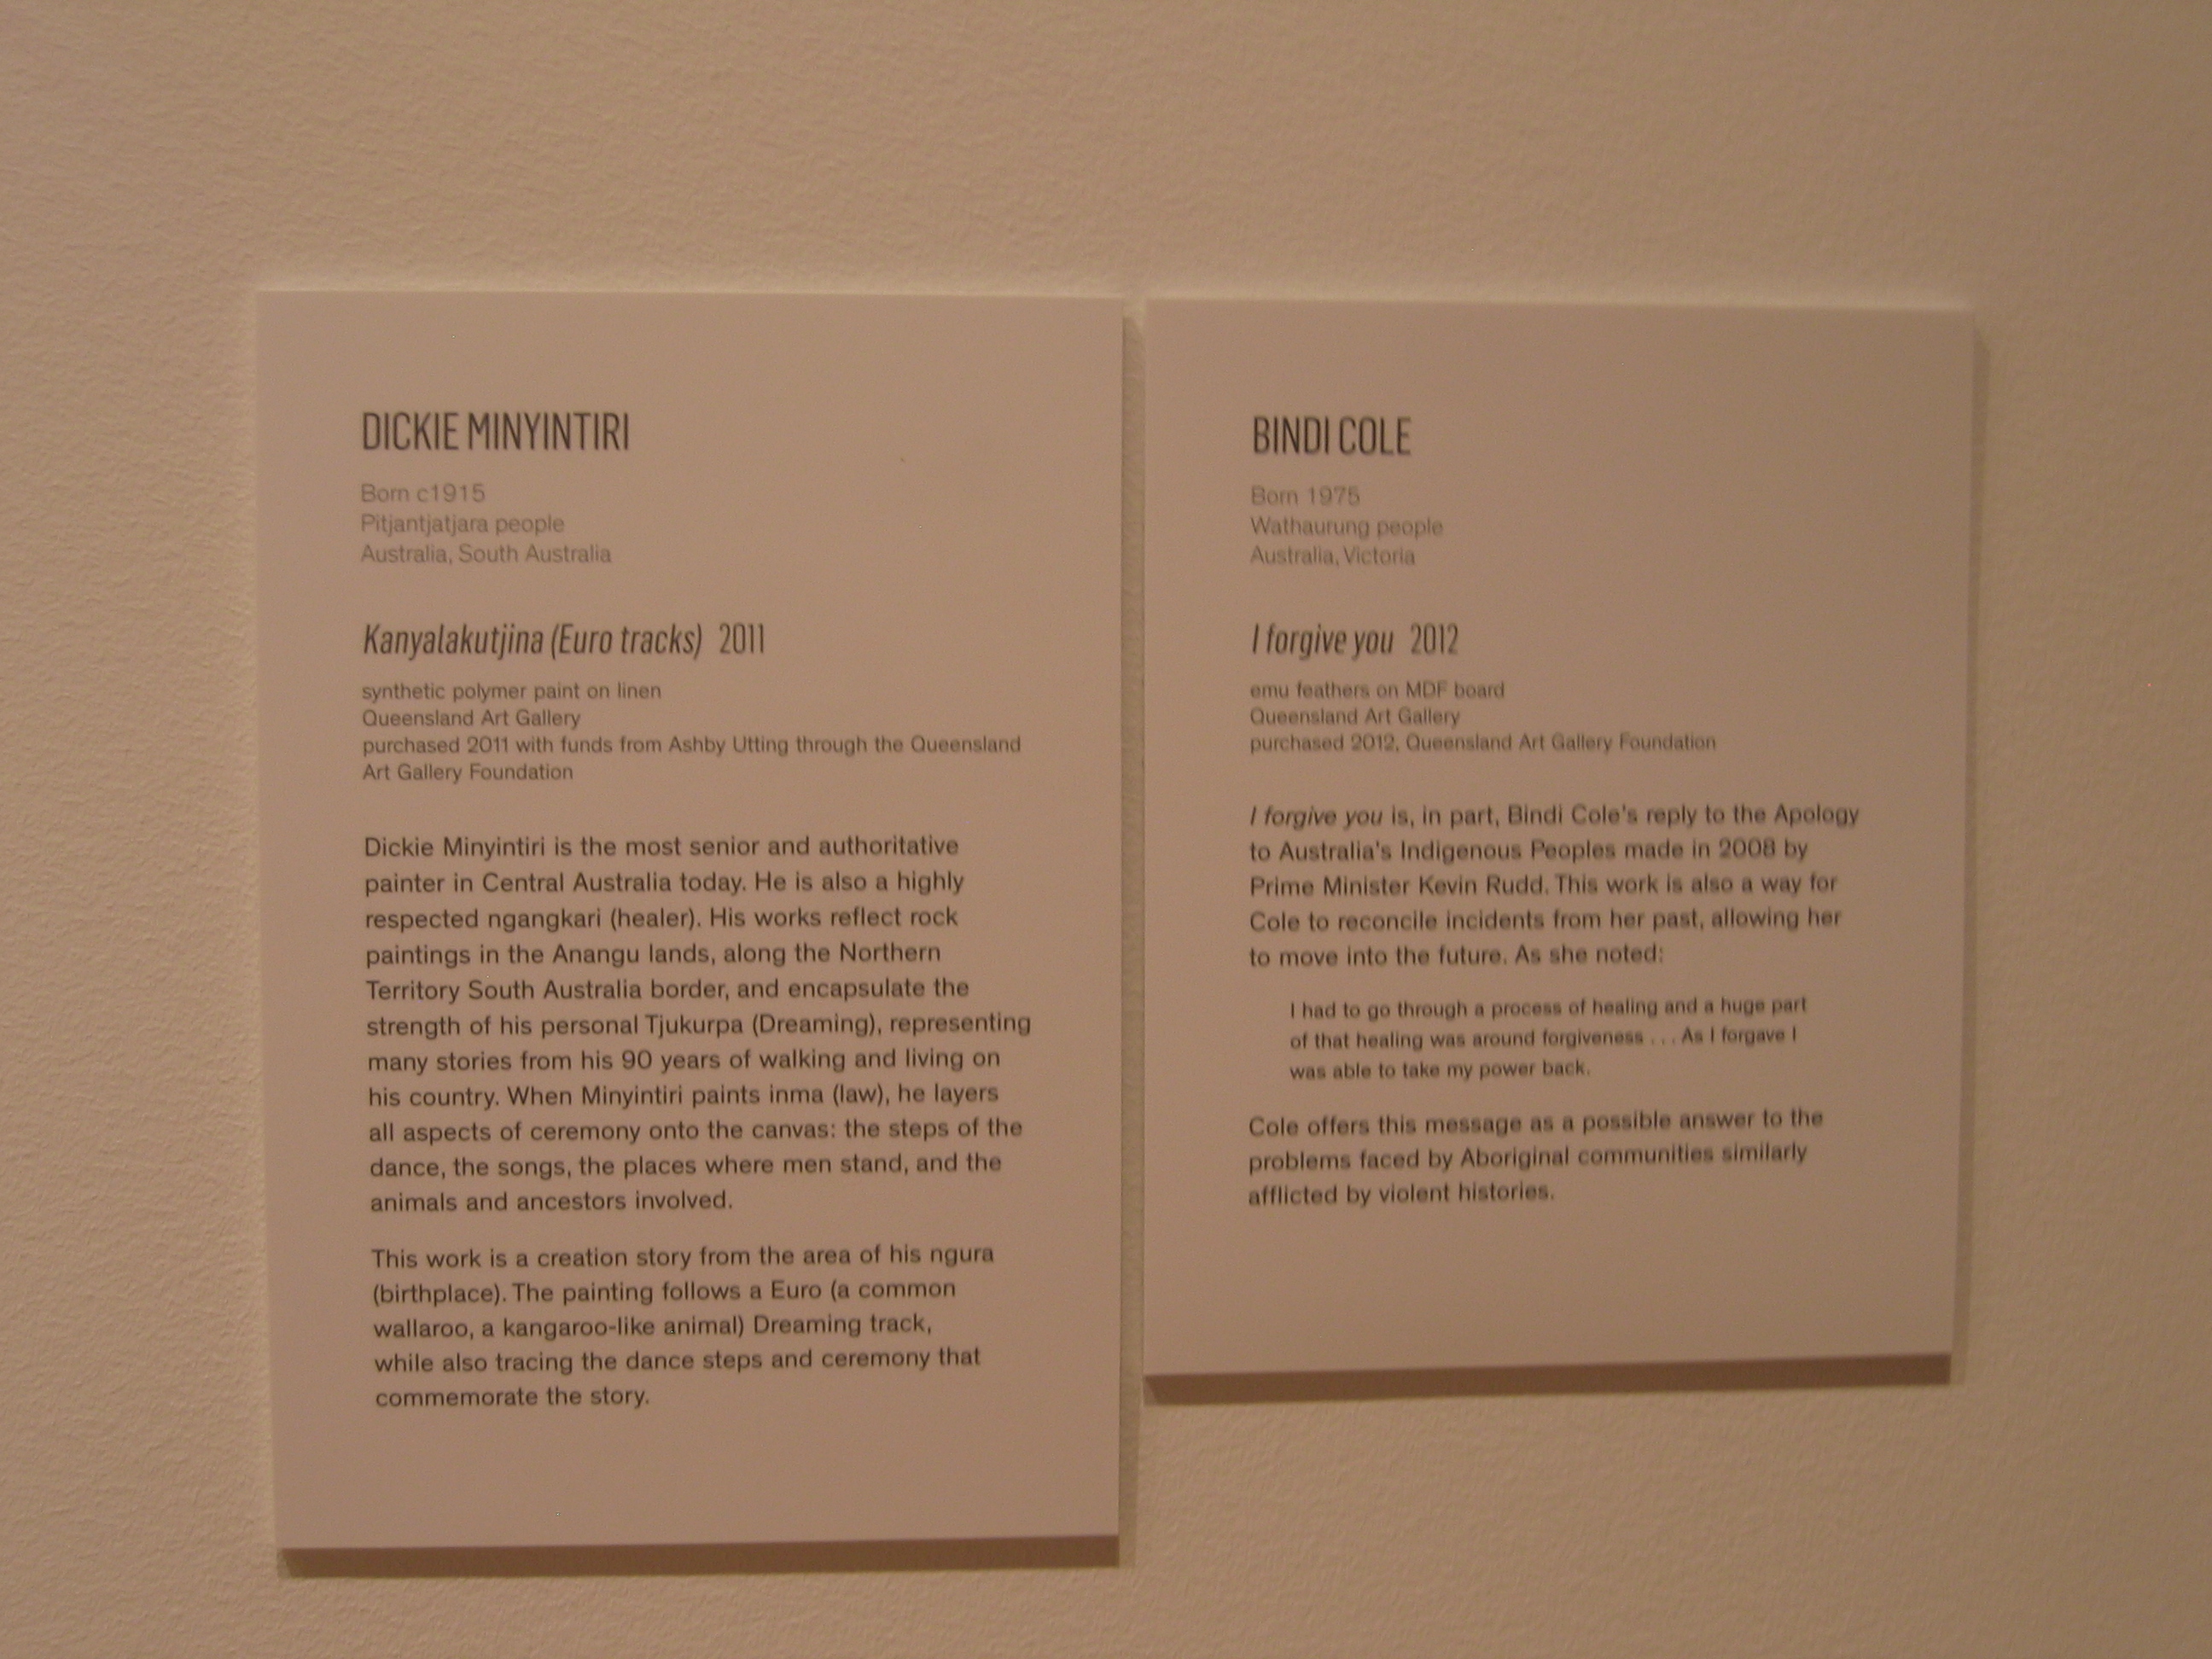 DICKIE MINYINTIRI
Born c1915
Pitjantjatjara people
Australia, South Australia
Kanyalakutjina (Euro tracks) 2011
synthetic polymer paint on linen
Queensland Art Gallery
purchased 2011 with funds from Ashby Utting through the Queensland
Art Gallery Foundation
Dickie Minyintiri is the most senior and authoritative
painter in Central Australia today. He is also a highly
respected ngangkari (healer). His works reflect rock
paintings in the Anangu lands, along the Northern
Territory South Australia border, and encapsulate the
strength of his personal Tjukurpa (Dreaming), representing
many stories from his 90 years of walking and living on
his country. When Minyintiri paints inma (law), he layers
all aspects of ceremony onto the canvas: the steps of the
dance, the songs, the places where men stand, and the
animals and ancestors involved.
This work is a creation story from the area of his ngura
(birthplace). The painting follows a Euro (a common
wallaroo, a kangaroo-like animal) Dreaming track,
while also tracing the dance steps and ceremony that
commemorate the story.
BINDI COLE
Born 1975
Wathaurung people
Australia, Victoria
I forgive you 2012
emu feathers on MDF board
Queensland Art Gallery
purchased 2012, Queensland Art Gallery Foundation
I forgive you is, in part, Bindi Cole's reply to the Apology
to Australia's Indigenous Peoples made in 2008 by
Prime Minister Kevin Rudd. This work is also a way for
Cole to reconcile incidents from her past, allowing her
to move into the future. As she noted:
I had to go through a process of healing and a huge part
of that healing was around forgiveness . . . As I forgave I
was able to take my power back.
Cole offers this message as a possible answer to the
problems faced by Aboriginal communities similarly
afflicted by violent histories.